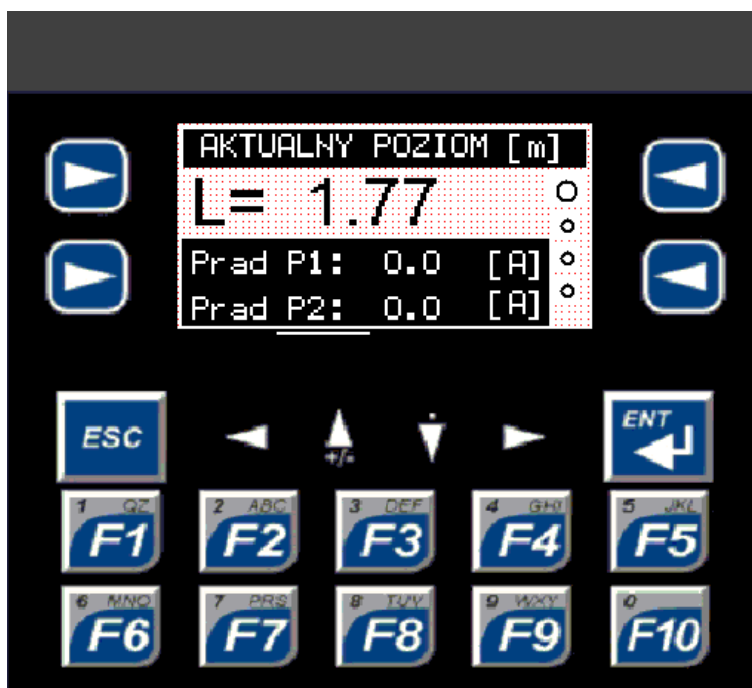 AKTUALNY POZIOM [m]
L= 1.77
Prad P1: 0.0 [A]
Prad P2: 0.0 [A]
ESC
+/-
ENT
1 QZ 2 ABC 3 DEF 4 GHI 5 JKL
F1 F2 F3 F4 F5
6 MNO 7 PRS 8 TUV 9 WXY 0
F6 F7 F8 F9 F10